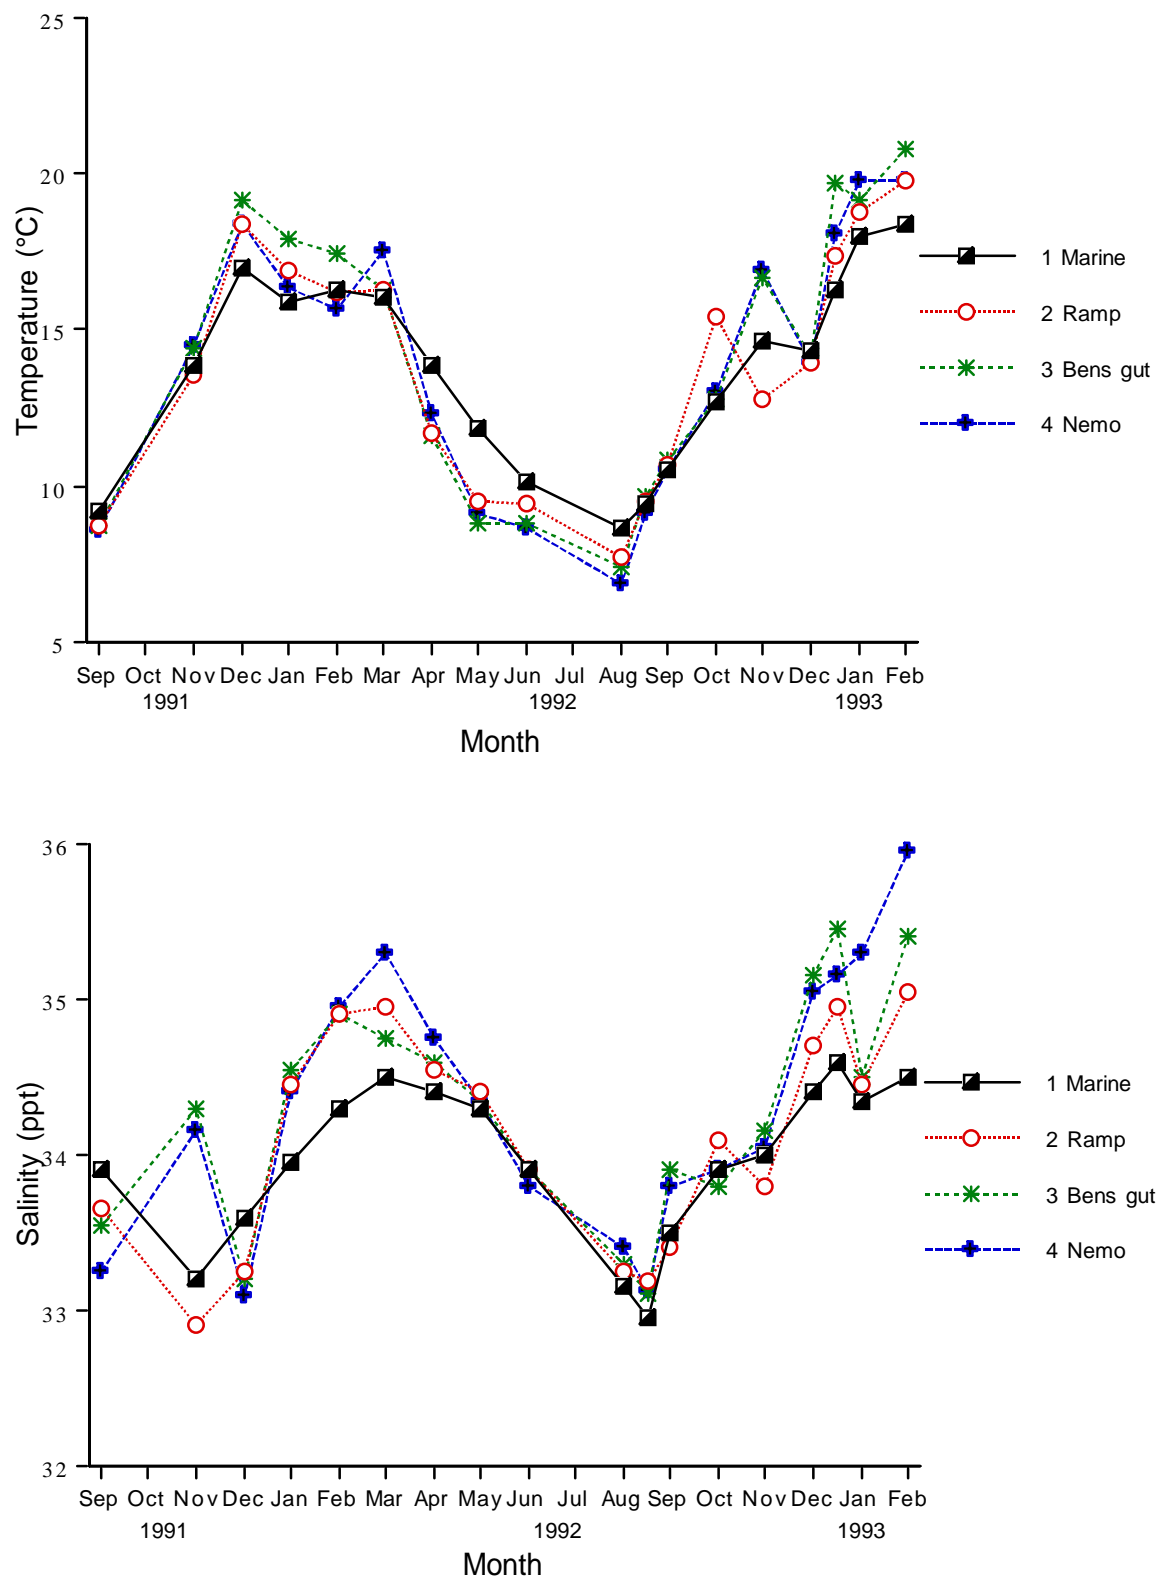 25
20
15
10
5
Temperature (°C)
Sep Oct Nov Dec Jan Feb Mar Apr May Jun Jul Aug Sep Oct Nov Dec Jan Feb
1991 1992 1993
Month
1 Marine
2 Ramp
3 Bens gut
4 Nemo
36
35
34
33
32
Salinity (ppt)
Sep Oct Nov Dec Jan Feb Mar Apr May Jun Jul Aug Sep Oct Nov Dec Jan Feb
1991 1992 1993
Month
1 Marine
2 Ramp
3 Bens gut
4 Nemo